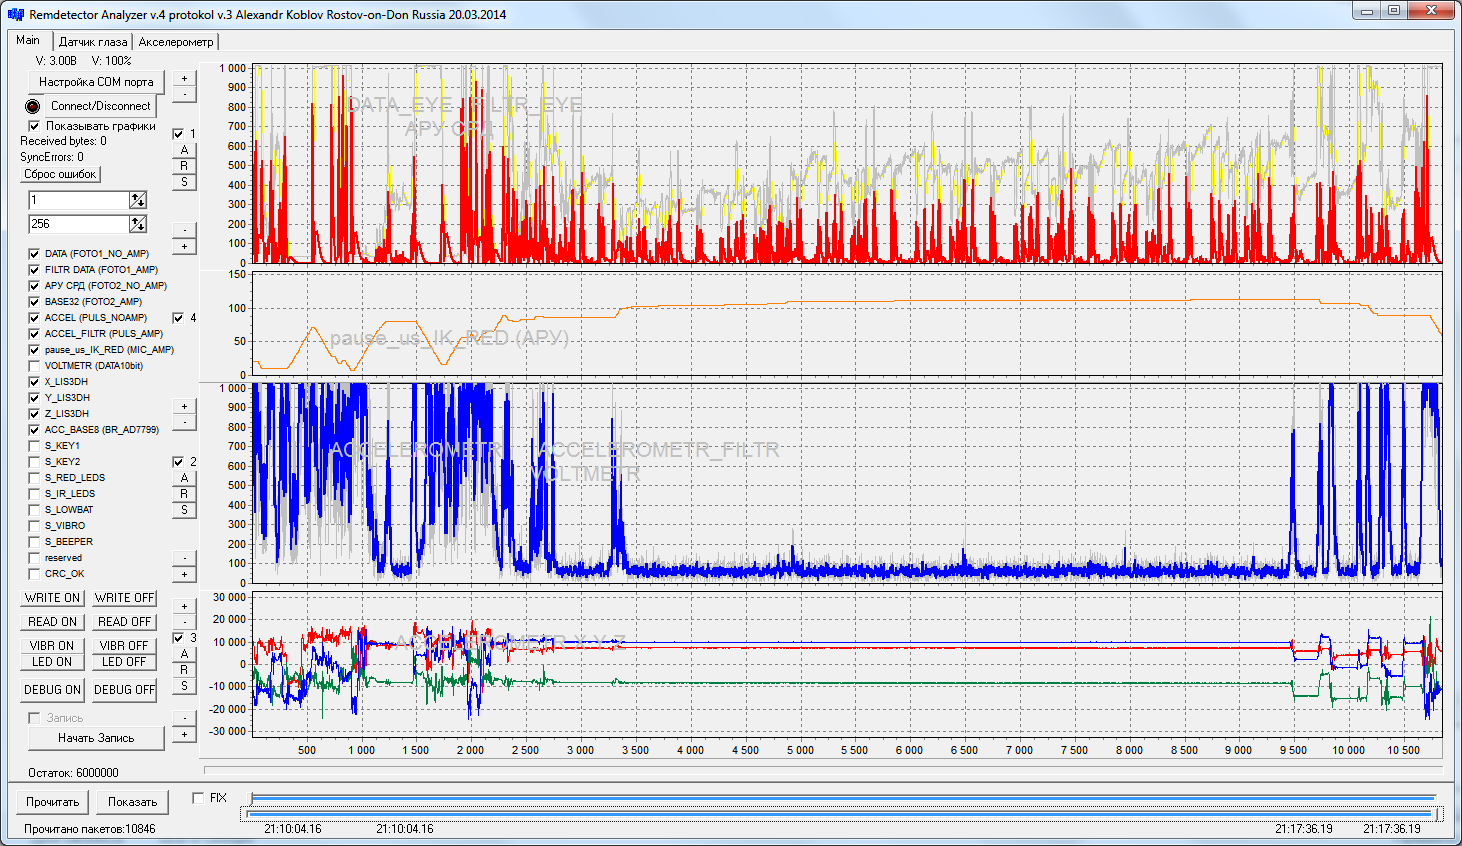 Remdetector Analyzer v.4 protokol v.3 Alexandr Koblov Rostov-on-Don Russia 20.03.2014
Main Датчик глаза Акселерометр
V: 3.00В V: 100%
Настройка COM порта
+
-
Connect/Disconnect
Показывать графики
1
Received bytes: 0
A
SyncErrors: 0
R
Сброс ошибок
S
1
256
-
+
DATA (FOTO1_NO_AMP)
FILTR DATA (FOTO1_AMP)
АРУ СРД (FOTO2_NO_AMP)
BASE32 (FOTO2_AMP)
ACCEL (PULS_NOAMP)
4
ACCEL_FILTR (PULS_AMP)
pause_us_IK_RED (MIC_AMP)
VOLTMETR (DATA10bit)
X_LIS3DH
Y_LIS3DH
+
Z_LIS3DH
-
ACC_BASE8 (BR_AD7799)
S_KEY1
S_KEY2
2
S_RED_LEDS
A
S_IR_LEDS
R
S_LOWBAT
S
S_VIBRO
S_BEEPER
reserved
-
CRC_OK
+
WRITE ON WRITE OFF
+
READ ON READ OFF
-
VIBR ON VIBR OFF
3
LED ON LED OFF
A
R
DEBUG ON DEBUG OFF
S
Запись
-
Начать Запись
+
Остаток: 6000000
1 000
900
800
700
600
500
400
300
200
100
0
DATA_EYE FILTR_EYE
АРУ СРД
150
100
50
0
pause_us_IK_RED (АРУ)
1 000
900
800
700
600
500
400
300
200
100
0
ACCELEROMETR ACCELEROMETR_FILTR
VOLTMETR
30 000
20 000
10 000
0
-10 000
-20 000
-30 000
ACCELEROMETR X Y Z
500 1 000 1 500 2 000 2 500 3 000 3 500 4 000 4 500 5 000 5 500 6 000 6 500 7 000 7 500 8 000 8 500 9 000 9 500 10 000 10 500
Прочитать Показать FIX
Прочитано пакетов:10846 21:10:04.16 21:10:04.16 21:17:36.19 21:17:36.19